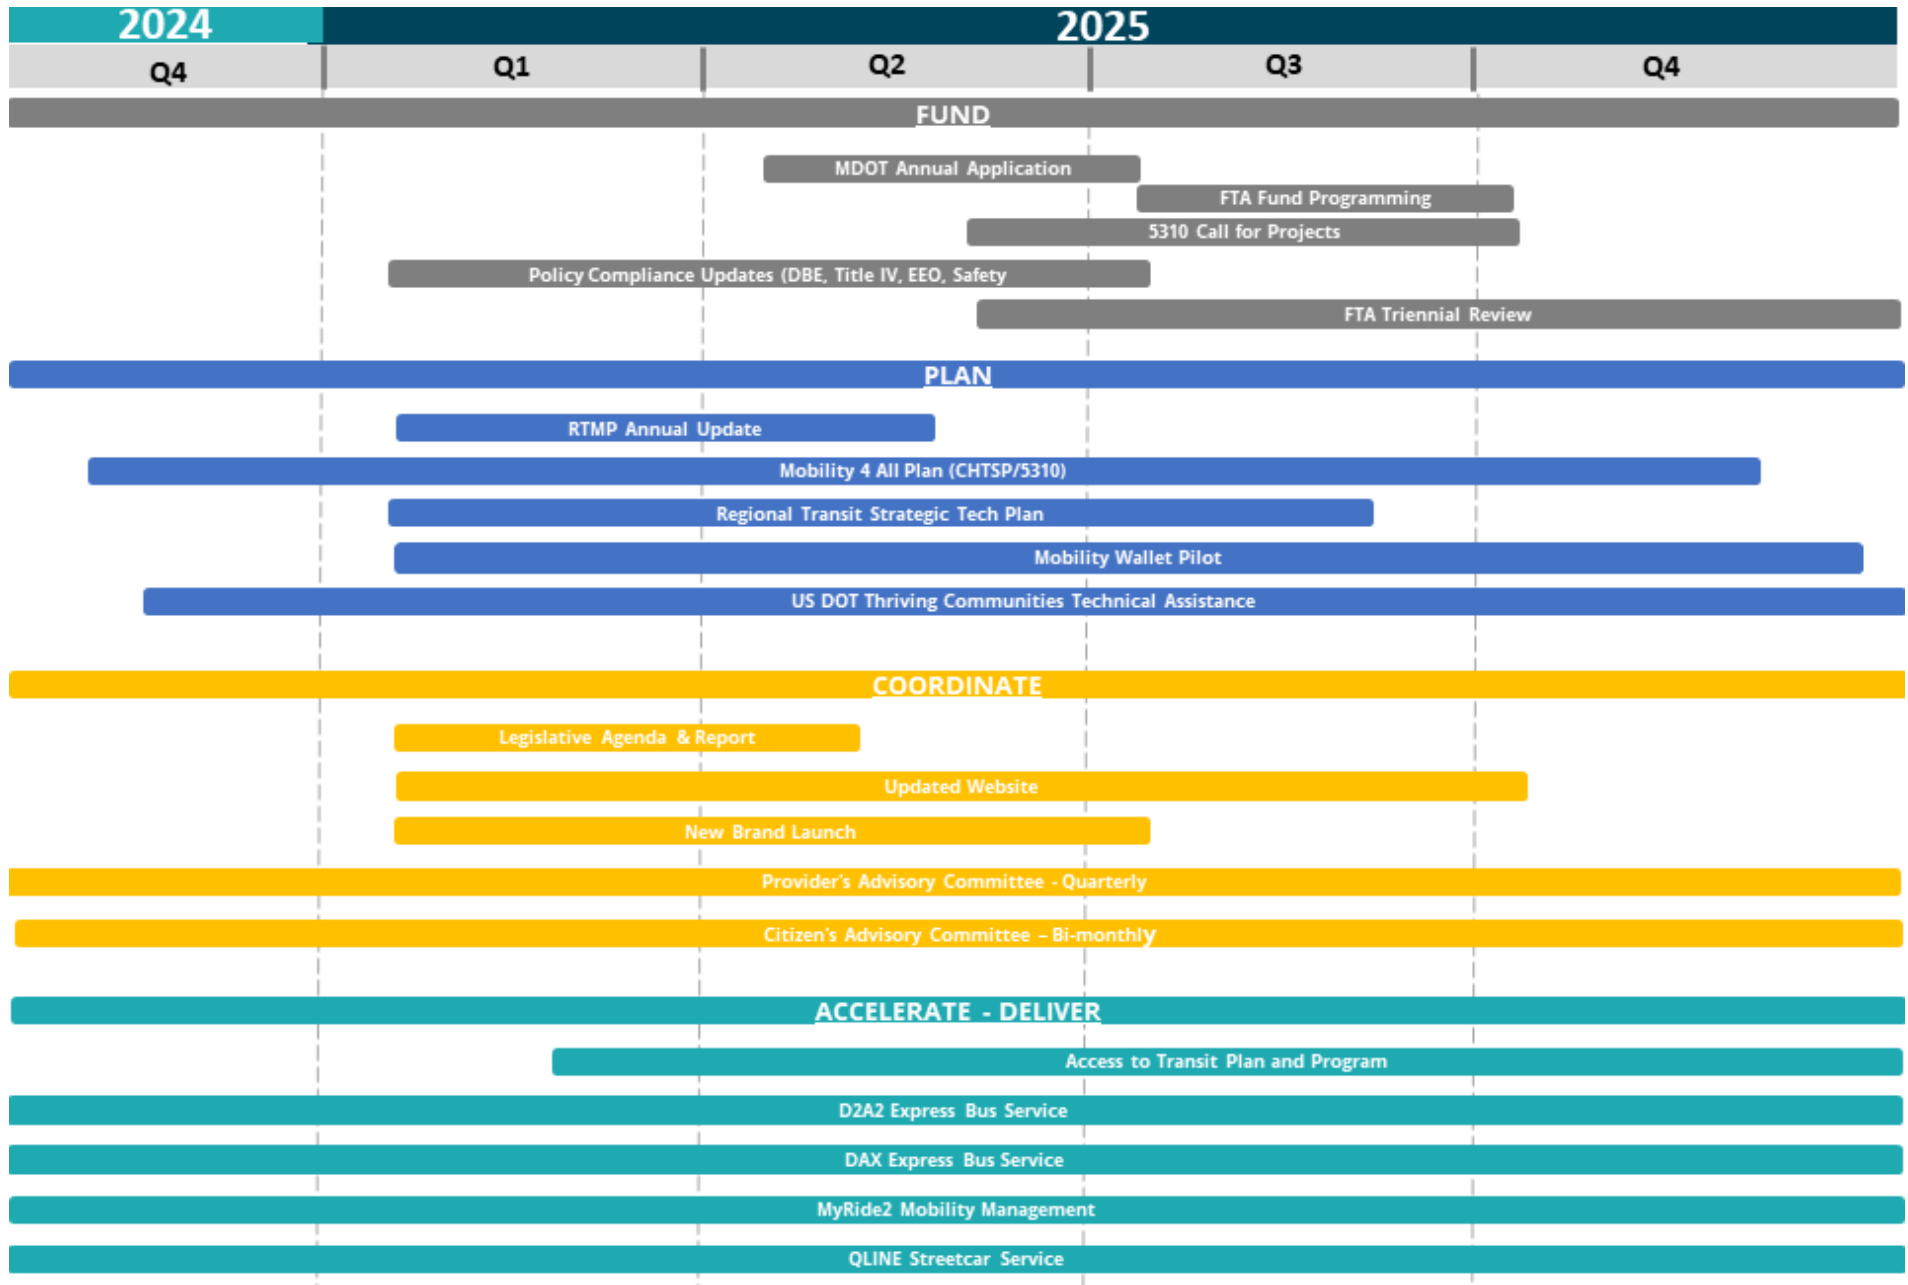 2024
2025
Q4
Q1
Q2
Q3
Q4
FUND
MDOT Annual Application
FTA Fund Programming
5310 Call for Projects
Policy Compliance Updates (DBE, Title IV, EEO, Safety
FTA Triennial Review
PLAN
RTMP Annual Update
Mobility 4 All Plan (CHTSP/5310)
Regional Transit Strategic Tech Plan
Mobility Wallet Pilot
US DOT Thriving Communities Technical Assistance
COORDINATE
Legislative Agenda & Report
Updated Website
New Brand Launch
Provider's Advisory Committee - Quarterly
Citizen's Advisory Committee – Bi-monthly
ACCELERATE - DELIVER
Access to Transit Plan and Program
D2A2 Express Bus Service
DAX Express Bus Service
MyRide2 Mobility Management
QLINE Streetcar Service